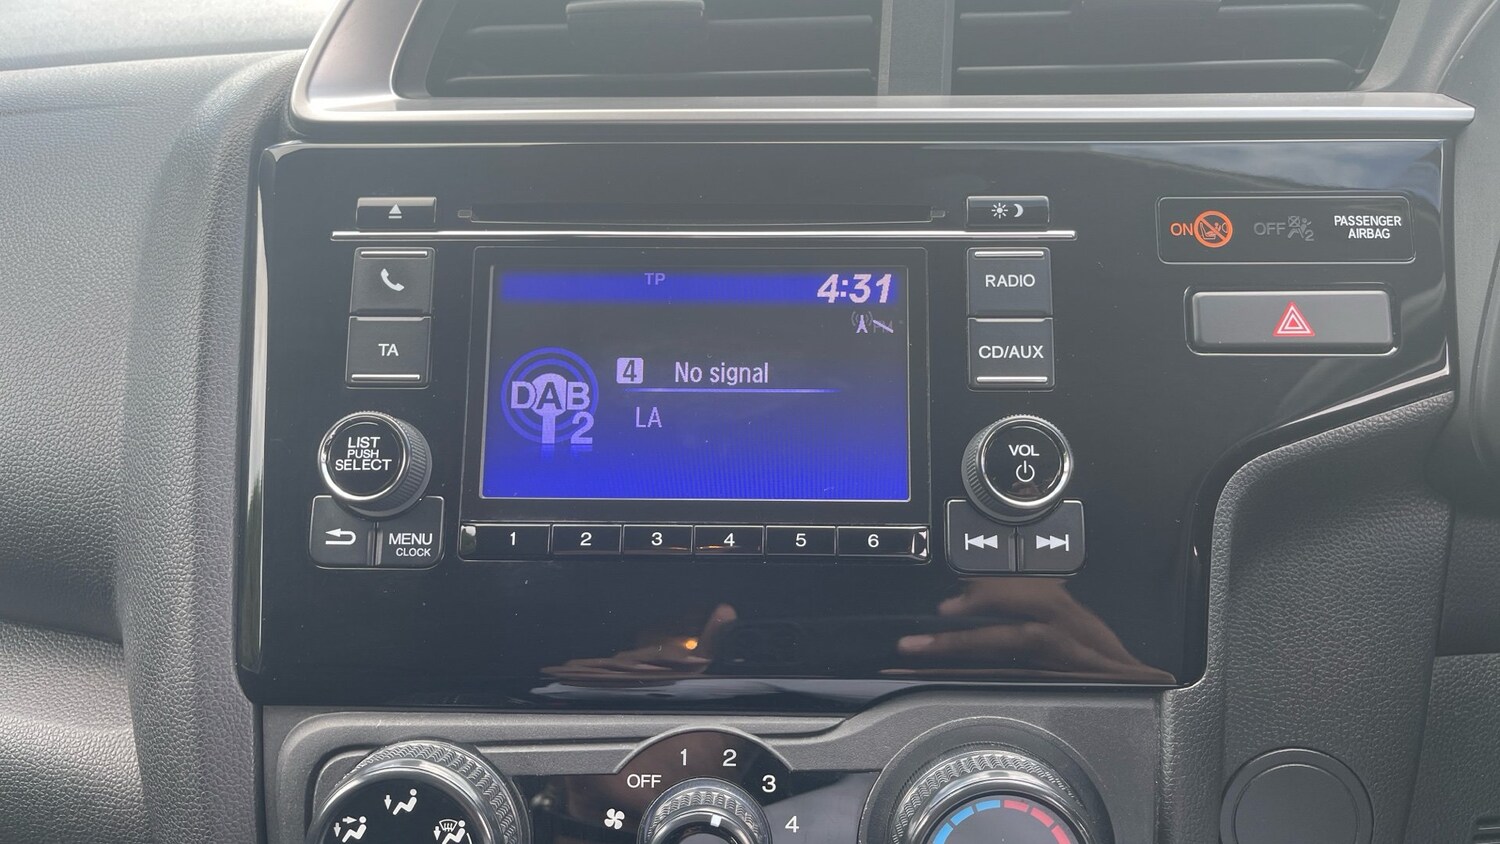 TP 4:31
4 No signal
LA
DAB
2
TA
LIST
PUSH
SELECT
MENU
CLOCK
1 2 3 4 5 6
RADIO
CD/AUX
VOL
ON
OFF 2
PASSENGER
AIRBAG
OFF 1 2 3 4